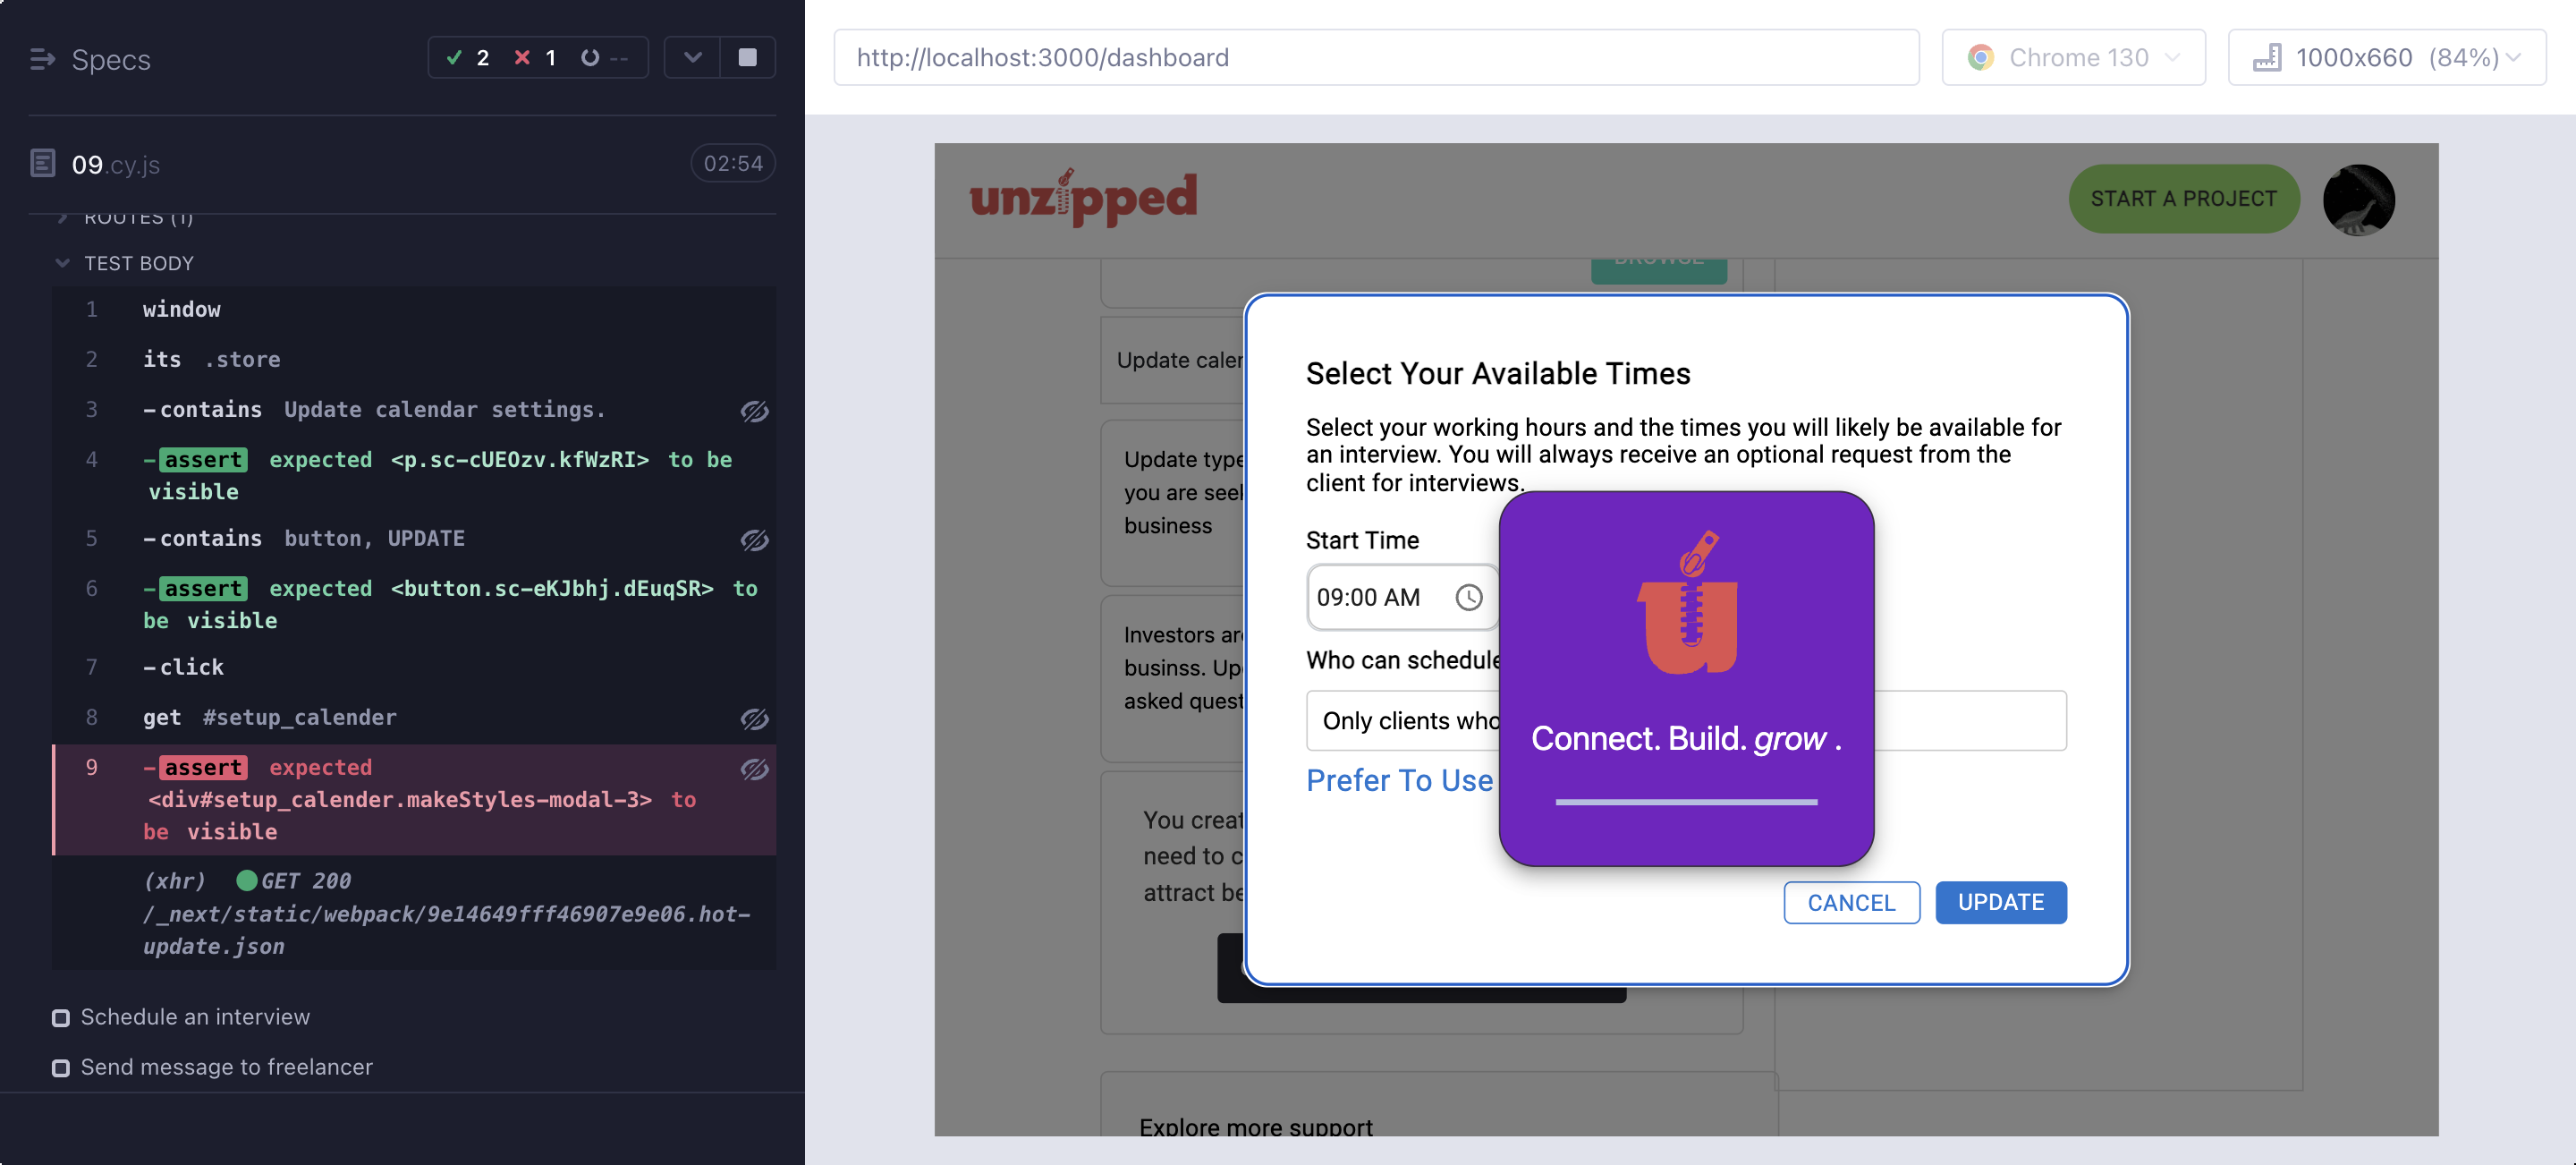 Specs
2
1
--
09.cy.js
02:54
ROUTES (1)
TEST BODY
1 window
2 its .store
3 -contains Update calendar settings.
4 -assert expected <p.sc-cUEOzv.kfWzRI> to be
visible
5 -contains button, UPDATE
6 -assert expected <button.sc-eKJbhj.dEuqSR> to
be visible
7 -click
8 get #setup_calender
9 -assert expected
<div#setup_calender.makeStyles-modal-3> to
be visible
(xhr) GET 200
/_next/static/webpack/9e14649fff46907e9e06.hot-
update.json
Schedule an interview
Send message to freelancer
http://localhost:3000/dashboard
Chrome 130
1000x660 (84%)
unzipped
START A PROJECT
BROWSE
Update caler
Update type
you are seek
business
Investors are
businss. Up
asked quest
You creat
need to c
attract be
Explore more support
Select Your Available Times
Select your working hours and the times you will likely be available for
an interview. You will always receive an optional request from the
client for interviews.
Start Time
09:00 AM
Who can schedule
Only clients who
Prefer To Use
u
Connect. Build. grow .
CANCEL
UPDATE